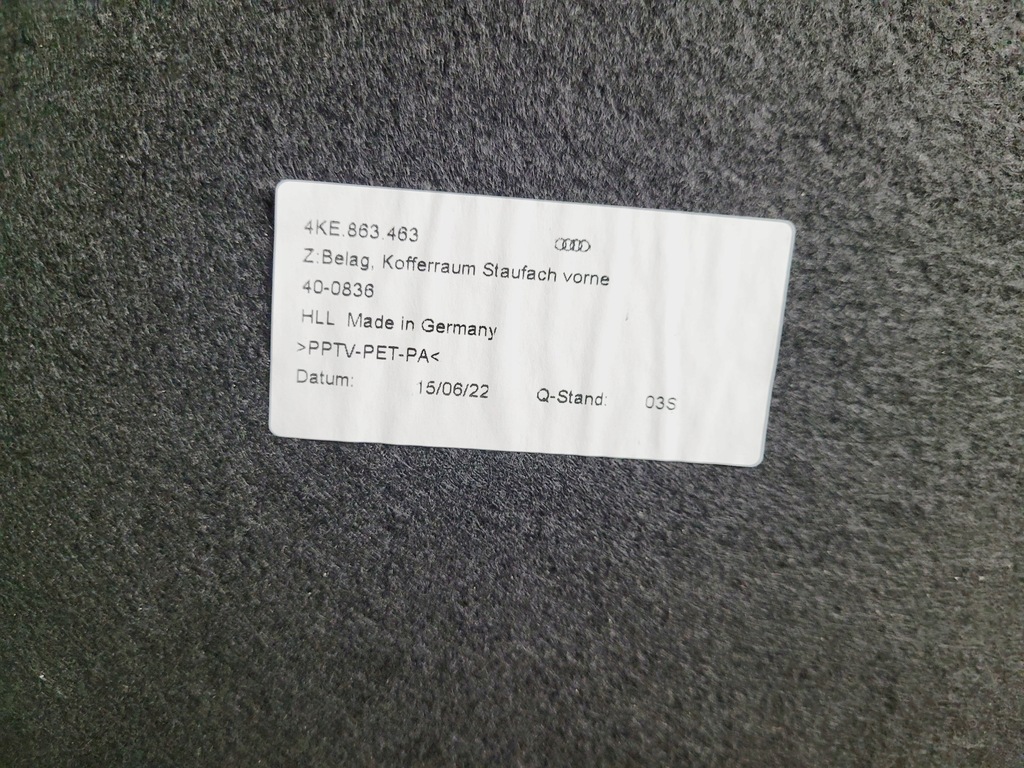 4KE.863.463
Z:Belag, Kofferraum Staufach vorne
40-0836
HLL Made in Germany
>PPTV-PET-PA<
Datum: 15/06/22 Q-Stand: 03S